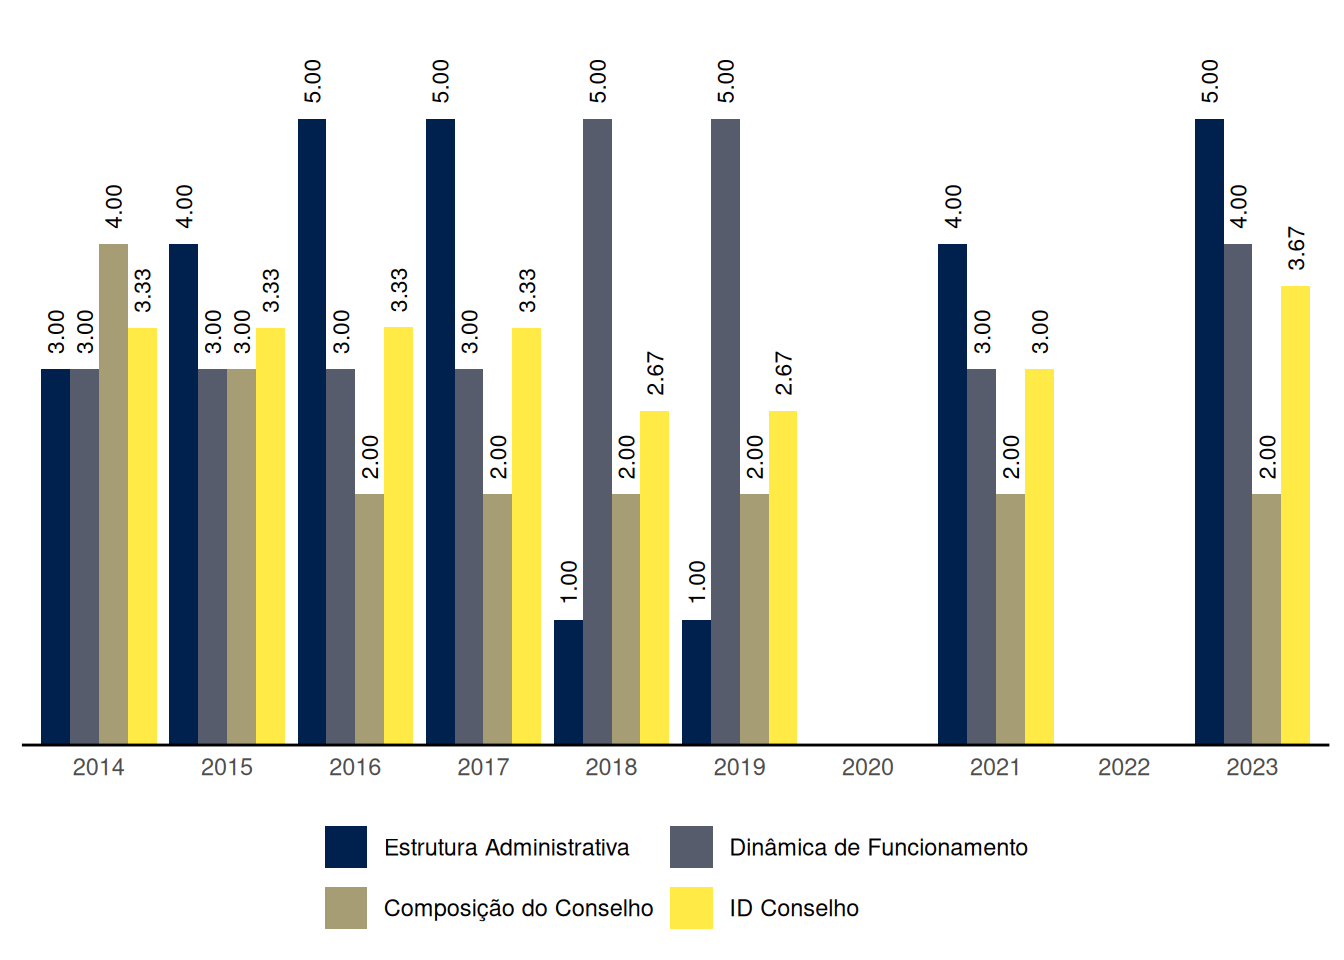 3.00 3.00 4.00 3.33 4.00 3.00 3.00 3.33 5.00 3.00 2.00 3.33 5.00 3.00 2.00 3.33 1.00 5.00 2.00 2.67 1.00 5.00 2.00 2.67 4.00 3.00 2.00 3.00 5.00 4.00 2.00 3.67
2014 2015 2016 2017 2018 2019 2020 2021 2022 2023
Estrutura Administrativa Dinâmica de Funcionamento
Composição do Conselho ID Conselho